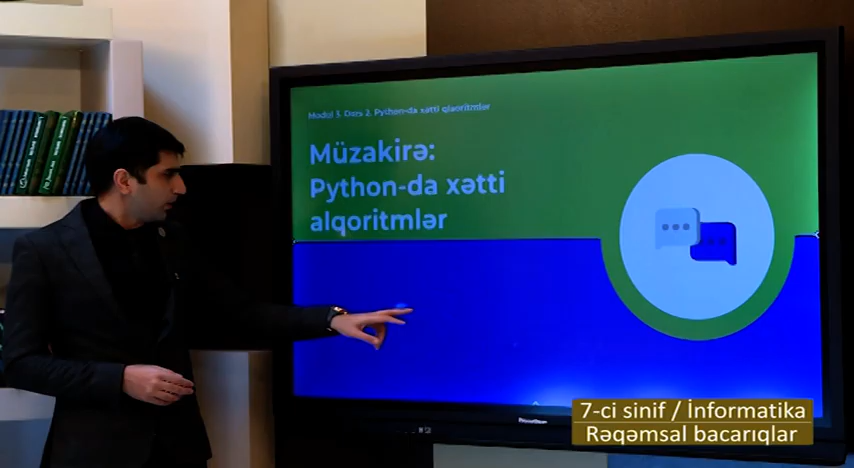 Modul 3. Dərs 2. Python-da xətti alqoritmlər
Müzakirə:
Python-da xətti
alqoritmlər
7-ci sinif / İnformatika
Rəqəmsal bacarıqlar